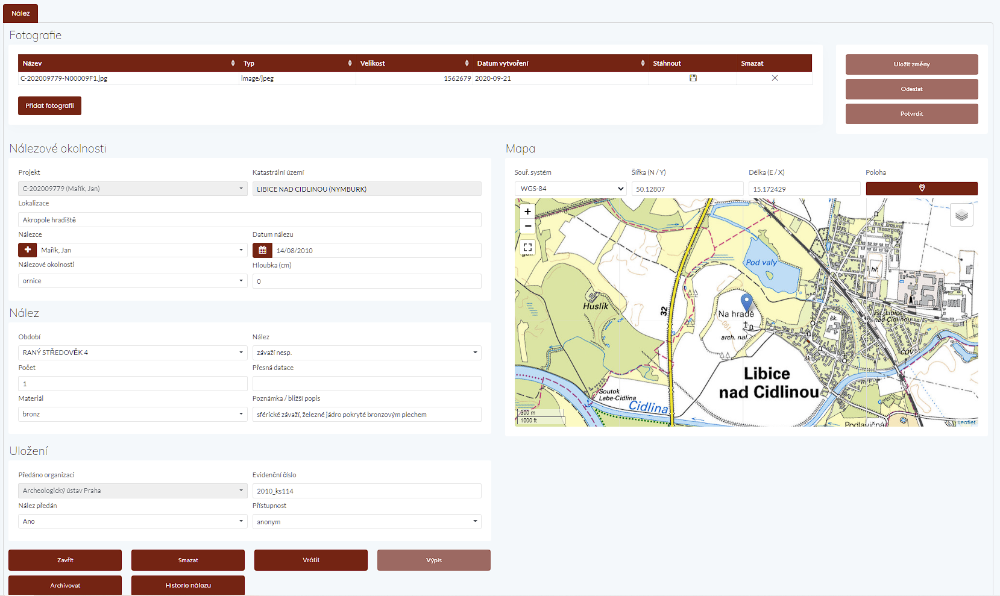 Nález
Fotografie
Název Typ Velikost Datum vytvoření Stáhnout Smazat
C-202009779-N00009F1.jpg image/jpeg 1562679 2020-09-21
Přidat fotografii
Uložit změny
Odeslat
Potvrdit
Nálezové okolnosti
Projekt Katastrální území
C-202009779 (Mařík, Jan) LIBICE NAD CIDLINOU (NYMBURK)
Lokalizace
Akropole hradiště
Nálezce Datum nálezu
Mařík, Jan 14/08/2010
Nálezové okolnosti Hloubka (cm)
ornice 0
Nález
Období Nález
RANÝ STŘEDOVĚK 4 závaží nesp.
Počet Přesná datace
1
Materiál Poznámka / bližší popis
bronz sférické závaží, železné jádro pokryté bronzovým plechem
Uložení
Předáno organizaci Evidenční číslo
Archeologický ústav Praha 2010_ks114
Nález předán Přístupnost
Ano anonym
Zavřít Smazat Vrátit Výpis
Archivovat Historie nálezu
Mapa
Souř. systém Šířka (N / Y) Délka (E / X) Poloha
WGS-84 50.12807 15.172429
+
−
Pod valy
hř.
Huslík
32
Na hradě
arch. nal.
šk.
zst. Libice
nad Cidlinou
ČOV
šk.
Libice
nad Cidlinou
Soutok
Labe-Cidlina
Cidlina
300 m
1000 ft
Podlavičná
Leaflet